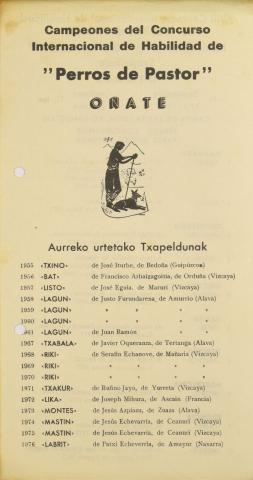 Campeones del Concurso
Internacional de Habilidad de
"Perros de Pastor"
OÑATE
Aurreko urtetako Txapeldunak
1955 «TXINO» de José Iturbe, de Bedoña (Guipúzcoa)
1956 «BAT» de Francisco Arbaizagoitia, de Orduña (Vizcaya)
1957 «LISTO» de José Eguía, de Maruri (Vizcaya)
1958 «LAGUN» de Justo Furundarena, de Amurrio (Alava)
1959 «LAGUN» » » »
1960 «LAGUN» » » »
1961 «LAGUN» de Juan Ramón » »
1967 «TXABALA» de Javier Oqueranza, de Tertanga (Alava)
1968 «RIKI» de Serafín Echanove, de Mañaria (Vizcaya)
1969 «RIKI» » » »
1970 «RIKI» » » »
1971 «TXAKUR» de Rufino Jayo, de Yurreta (Vizcaya)
1972 «LIKA» de Joseph Mihura, de Ascain (Francia)
1973 «MONTES» de Jesús Azpiazu, de Zuaza (Alava)
1974 «MASTIN» de Jesús Echevarría, de Ceanuri (Vizcaya)
1975 «MASTIN» de Jesús Echevarría, de Ceanuri (Vizcaya)
1976 «LABRIT» de Patxi Echeverría, de Amayur (Navarra)